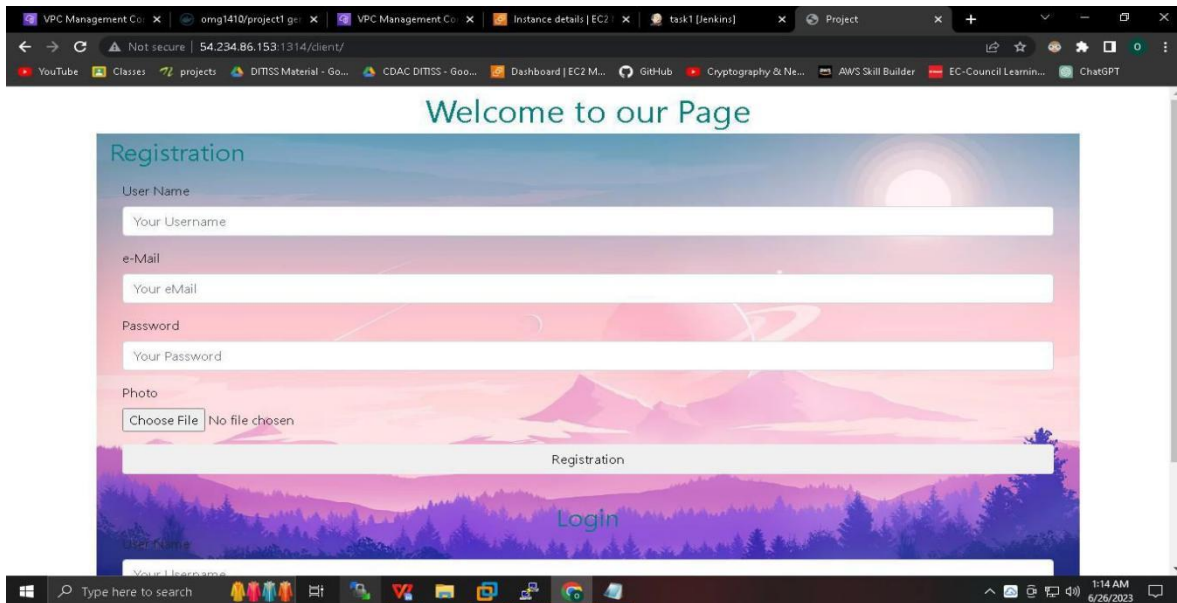 VPC Management Co
omg1410/project1 ge
VPC Management Co
Instance details | EC2
task1 [Jenkins]
Project
Not secure | 54.234.86.153:1314/client/
YouTube
Classes
projects
DITISS Material - Go...
CDAC DITISS - Goo...
Dashboard | EC2 M...
GitHub
Cryptography & Ne...
AWS Skill Builder
EC-Council Learnin...
ChatGPT
Welcome to our Page
Registration
User Name
Your Username
e-Mail
Your eMail
Password
Your Password
Photo
Choose File No file chosen
Registration
Login
User Name
Your Username
Type here to search
1:14 AM
6/26/2023